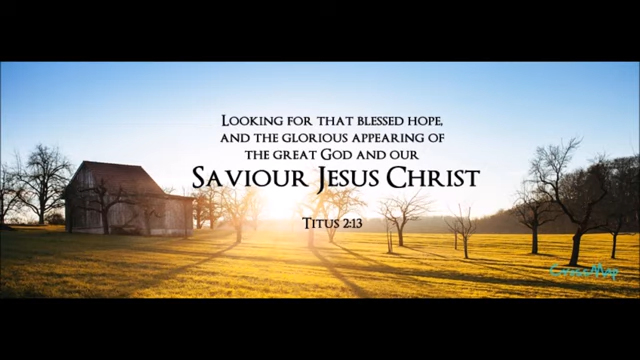 Looking for that blessed hope,
and the glorious appearing of
the great God and our
Saviour Jesus Christ
Titus 2:13
CrossMap